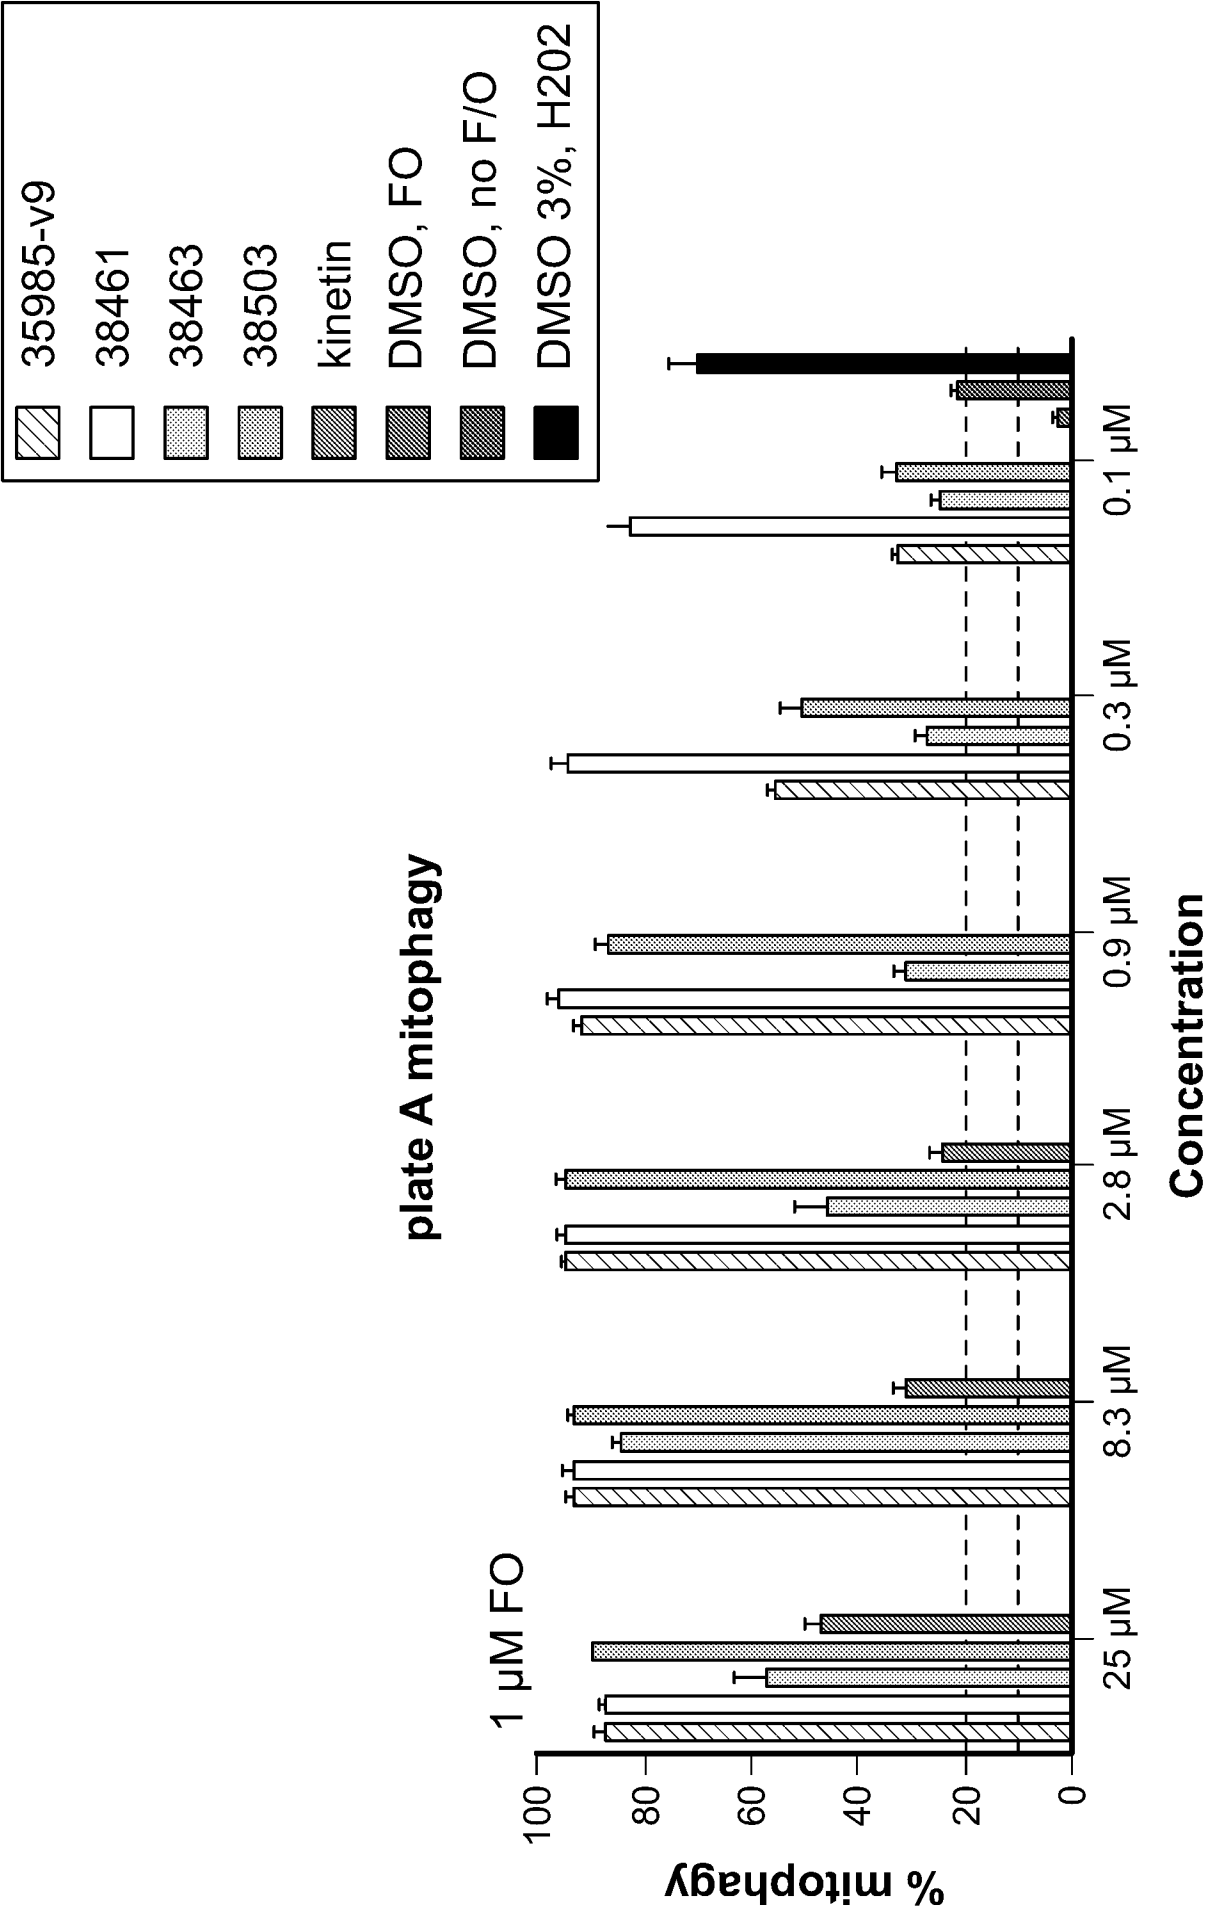 35985-v9
38461
38463
38503
kinetin
DMSO, FO
DMSO, no F/O
DMSO 3%, H202
plate A mitophagy
1 µM FO
% mitophagy
100
80
60
40
20
0
25 µM
8.3 µM
2.8 µM
0.9 µM
0.3 µM
0.1 µM
Concentration